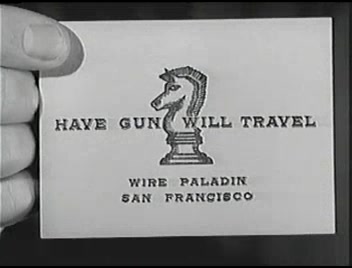 HAVE GUN WILL TRAVEL
WIRE PALADIN
SAN FRANCISCO